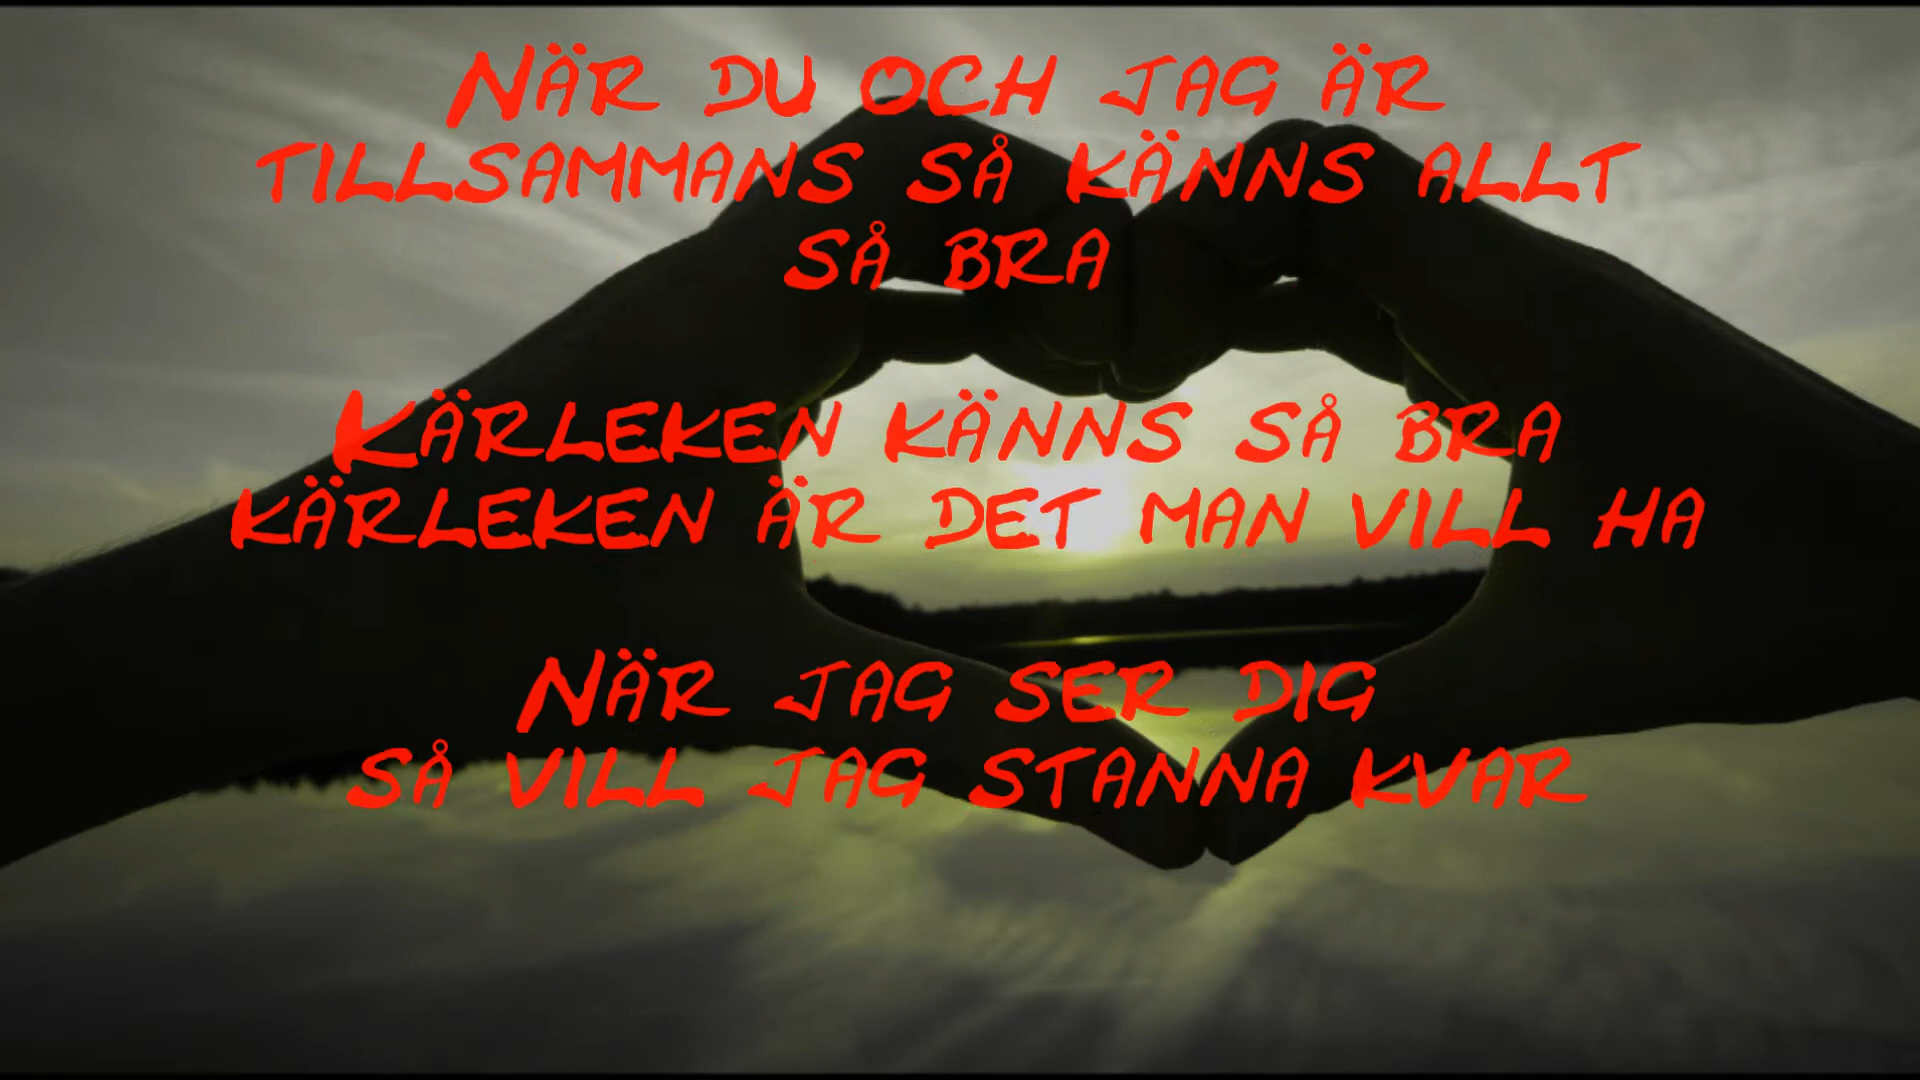 När du och jag är
tillsammans så känns allt
så bra
Kärleken känns så bra
kärleken är det man vill ha
När jag ser dig
så vill jag stanna kvar